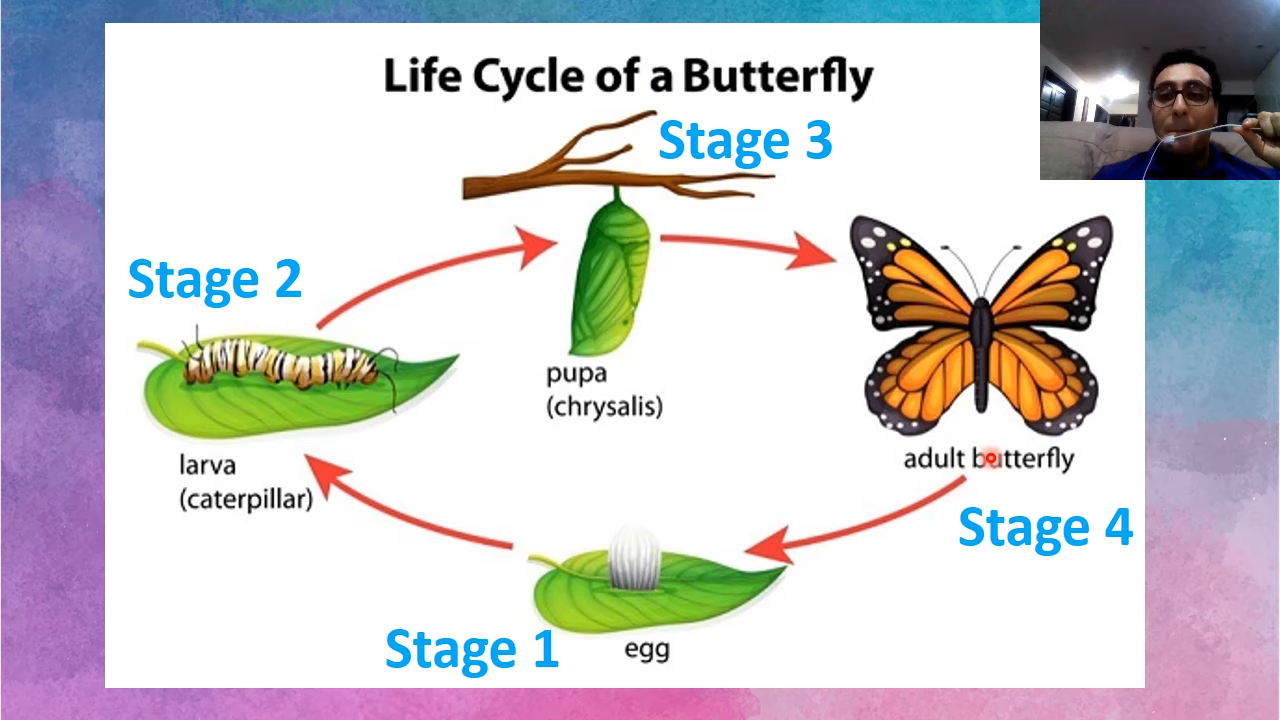 Life Cycle of a Butterfly
Stage 3
Stage 2
pupa
(chrysalis)
larva
(caterpillar)
adult butterfly
Stage 4
Stage 1
egg